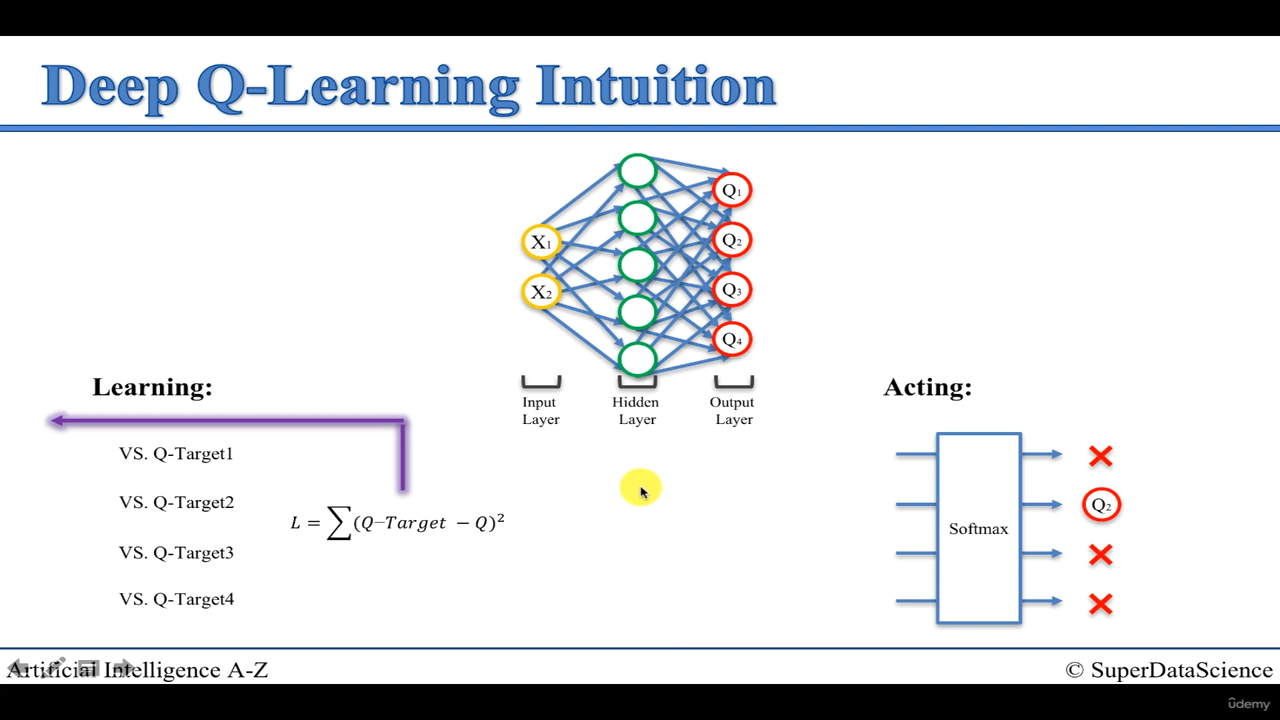 Deep Q-Learning Intuition
X1
X2
Q1
Q2
Q3
Q4
Input
Layer
Hidden
Layer
Output
Layer
Learning:
VS. Q-Target1
VS. Q-Target2
VS. Q-Target3
VS. Q-Target4
L = ∑(Q−Target − Q)²
Acting:
Softmax
Q2
Artificial Intelligence A-Z
© SuperDataScience
ûdemy